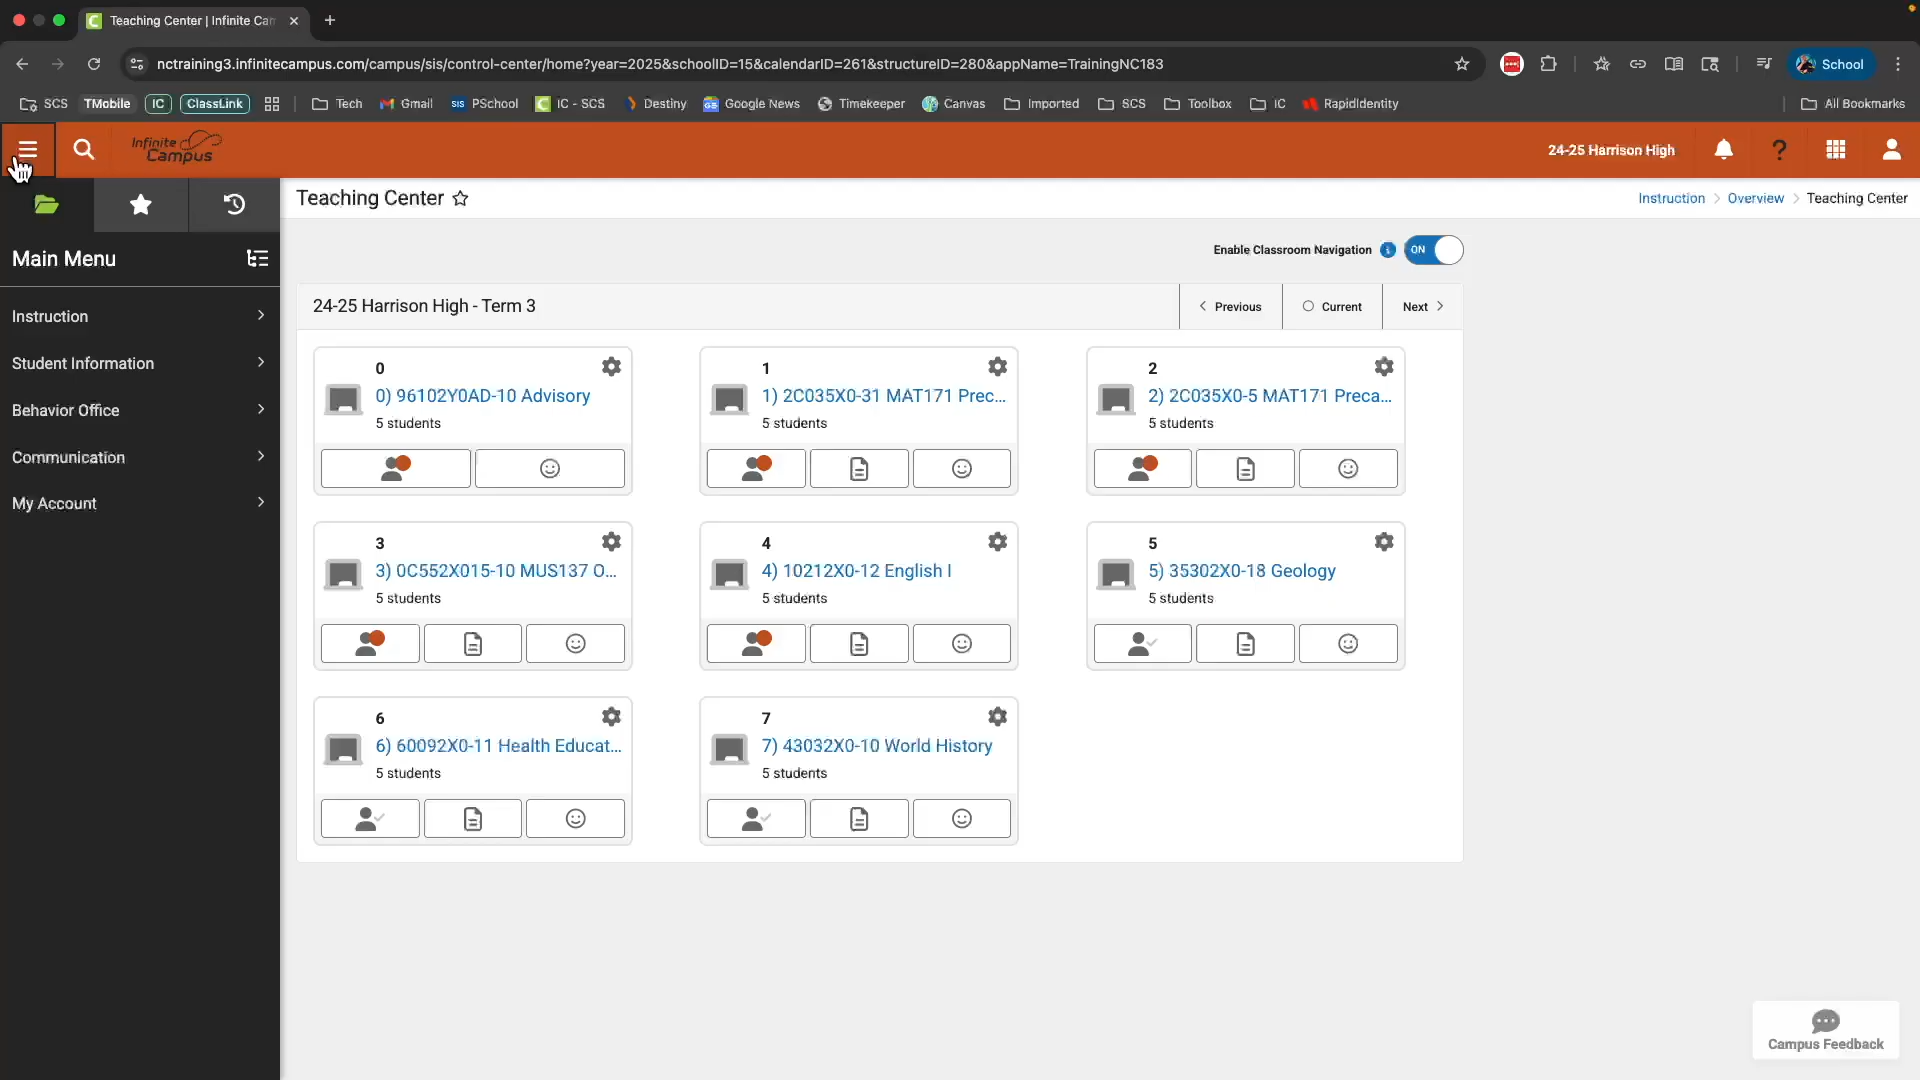 Teaching Center | Infinite Cam
nctraining3.infinitecampus.com/campus/sis/control-center/home?year=2025&schoolID=15&calendarID=261&structureID=280&appName=TrainingNC183
School
SCS
TMobile
IC
ClassLink
Tech
Gmail
SIS PSchool
IC - SCS
Destiny
Google News
Timekeeper
Canvas
Imported
SCS
Toolbox
IC
RapidIdentity
All Bookmarks
Infinite
Campus
24-25 Harrison High
Teaching Center
Instruction > Overview > Teaching Center
Main Menu
Instruction
Student Information
Behavior Office
Communication
My Account
Enable Classroom Navigation
ON
24-25 Harrison High - Term 3
Previous
Current
Next
0
0) 96102Y0AD-10 Advisory
5 students
1
1) 2C035X0-31 MAT171 Prec...
5 students
2
2) 2C035X0-5 MAT171 Preca...
5 students
3
3) 0C552X015-10 MUS137 O...
5 students
4
4) 10212X0-12 English I
5 students
5
5) 35302X0-18 Geology
5 students
6
6) 60092X0-11 Health Educat...
5 students
7
7) 43032X0-10 World History
5 students
Campus Feedback